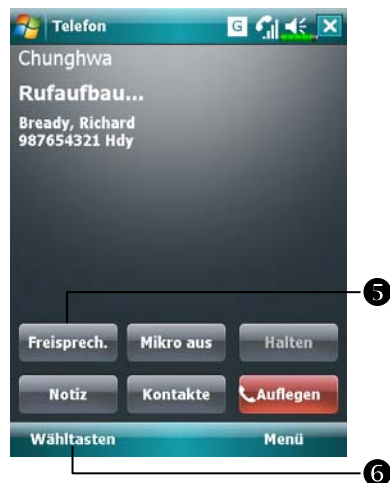 Telefon G
Chunghwa
Rufaufbau...
Bready, Richard
987654321 Hdy
5
Freisprech. Mikro aus Halten
Notiz Kontakte Auflegen
Wähltasten Menü
6